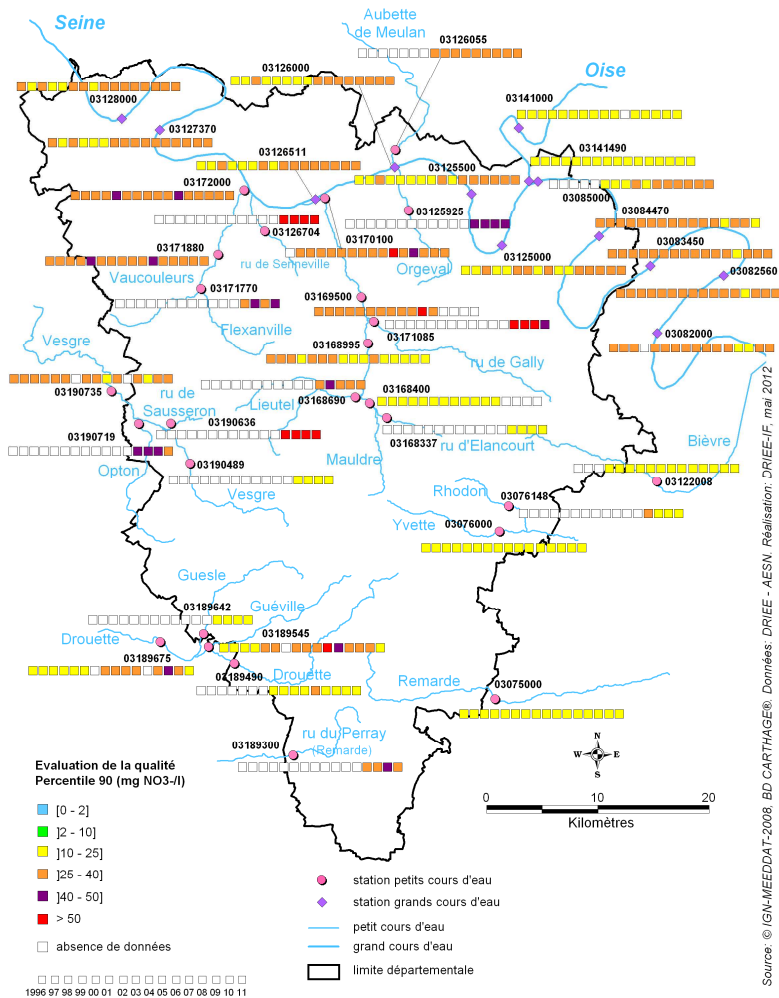 Seine
Aubette
de Meulan
03126055
03126000
Oise
03128000
03141000
03127370
03141490
03126511
03125500
03172000
03085000
03125925
03126704
03084470
03171880
ru de Senneville
03170100
03083450
Vaucouleurs
Orgeval
03125000
03082560
03171770
03169500
Flexanville
03171085
03082000
Vesgre
03168995
ru de Gally
03190735
ru de
Sausseron
Lieutel
03168690
03168400
03190719
03190636
03168337
ru d'Elancourt
Bièvre
Opton
03190489
Mauldre
03122008
Vesgre
Rhodon
03076148
Yvette
03076000
Guesle
03189642
Guéville
Drouette
03189545
03189675
03189490
Drouette
Remarde
03075000
ru du Perray
(Remarde)
03189300
N
W E
S
Evaluation de la qualité
Percentile 90 (mg NO3-/l)
[0 - 2]
]2 - 10]
]10 - 25]
]25 - 40]
]40 - 50]
> 50
absence de données
1996 97 98 99 00 01 02 03 04 05 06 07 08 09 10 11
0 10 20
Kilomètres
station petits cours d'eau
station grands cours d'eau
petit cours d'eau
grand cours d'eau
limite départementale
Source: © IGN-MEEDDAT-2008, BD CARTHAGE®. Données: DRIEE - AESN. Réalisation: DRIEE-IF, mai 2012